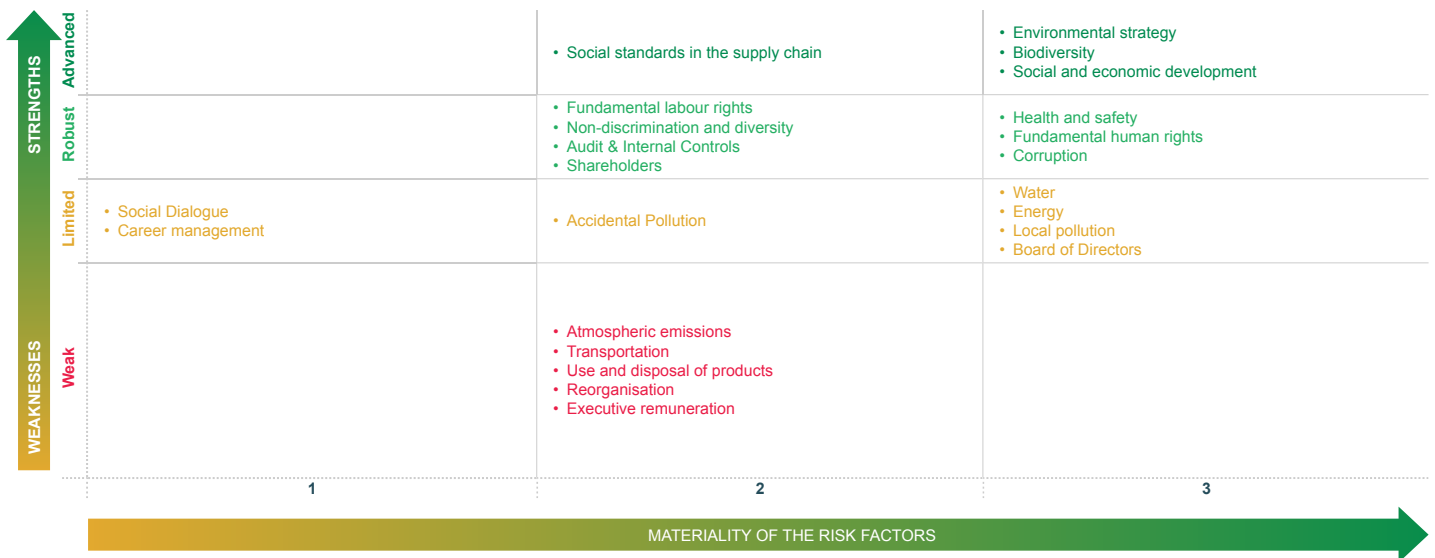 STRENGTHS
WEAKNESSES
Advanced
• Social standards in the supply chain
• Environmental strategy
• Biodiversity
• Social and economic development
Robust
• Fundamental labour rights
• Non-discrimination and diversity
• Audit & Internal Controls
• Shareholders
• Health and safety
• Fundamental human rights
• Corruption
Limited
• Social Dialogue
• Career management
• Accidental Pollution
• Water
• Energy
• Local pollution
• Board of Directors
Weak
• Atmospheric emissions
• Transportation
• Use and disposal of products
• Reorganisation
• Executive remuneration
1
2
3
MATERIALITY OF THE RISK FACTORS